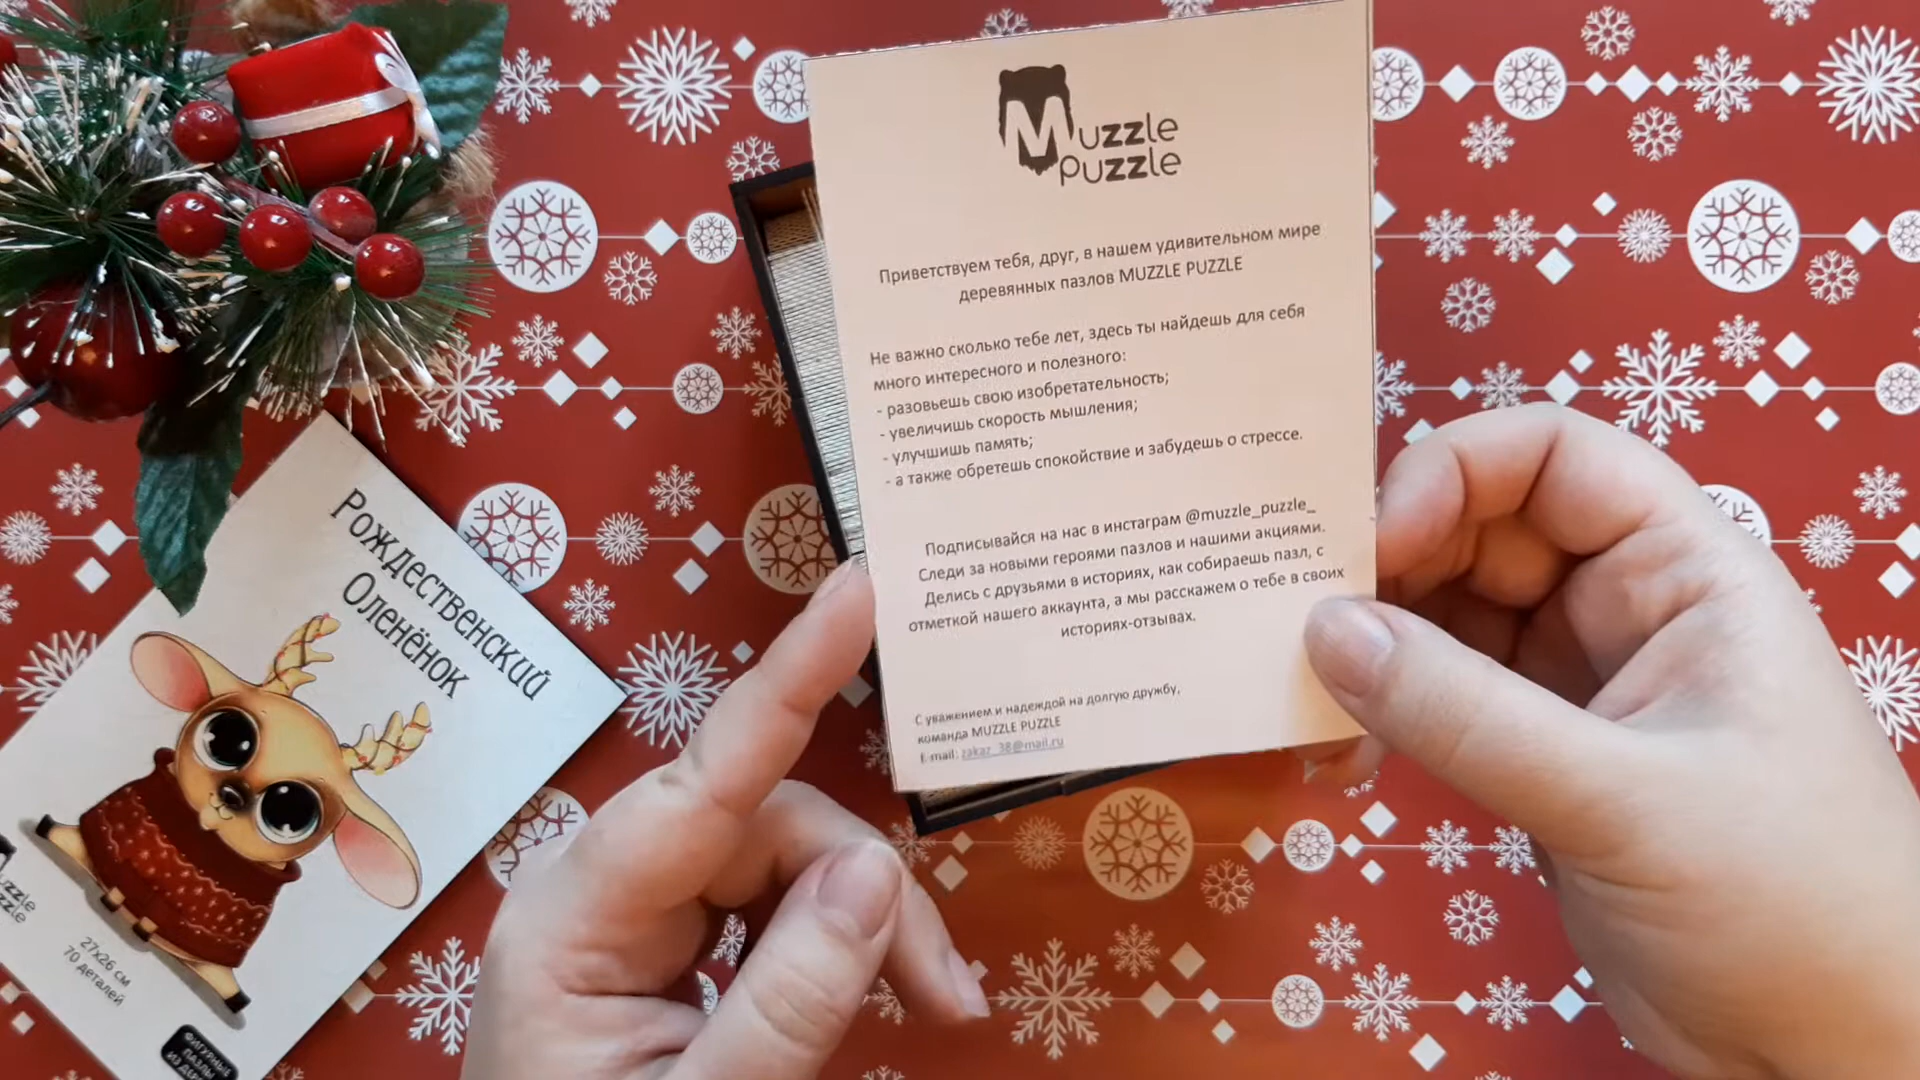 Muzzle
puzzle
Приветствуем тебя, друг, в нашем удивительном мире
деревянных пазлов MUZZLE PUZZLE
Не важно сколько тебе лет, здесь ты найдешь для себя
много интересного и полезного:
- разовьешь свою изобретательность;
- увеличишь скорость мышления;
- улучшишь память;
- а также обретешь спокойствие и забудешь о стрессе.
Подписывайся на нас в инстаграм @muzzle_puzzle_
Следи за новыми героями пазлов и нашими акциями.
Делись с друзьями в историях, как собираешь пазл, с
отметкой нашего аккаунта, а мы расскажем о тебе в своих
историях-отзывах.
С уважением и надеждой на долгую дружбу,
команда MUZZLE PUZZLE
E-mail: zakaz_38@mail.ru
Рождественский
Оленёнок
27x26 см
70 деталей
ФИГУРНЫЕ
ПАЗЛЫ